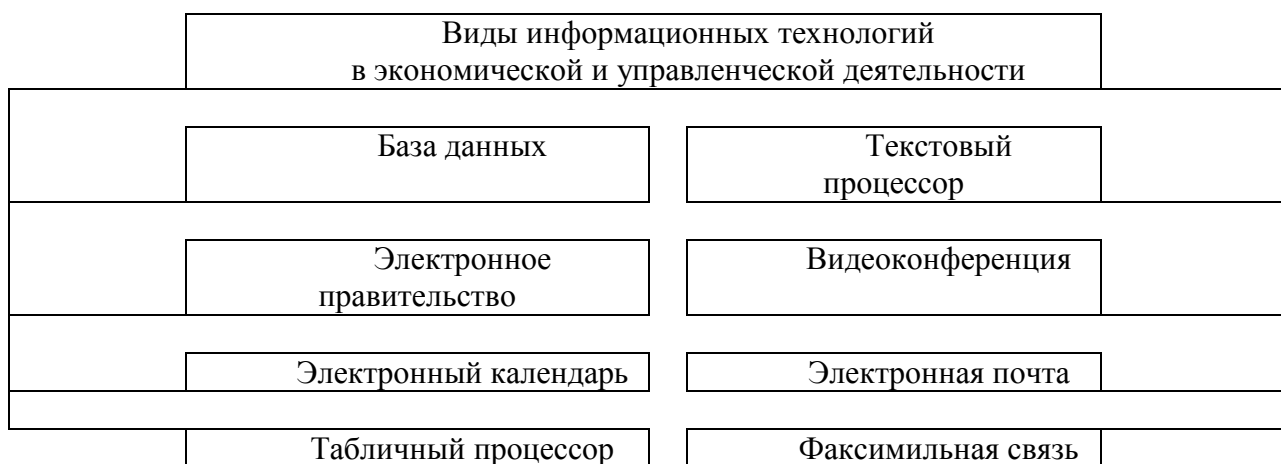 Виды информационных технологий
в экономической и управленческой деятельности
База данных
Текстовый
процессор
Электронное
правительство
Видеоконференция
Электронный календарь
Электронная почта
Табличный процессор
Факсимильная связь